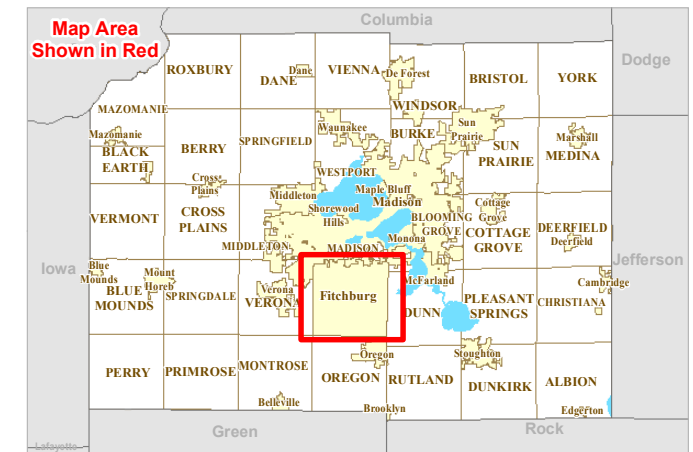 Map Area
Shown in Red
Columbia
Dodge
ROXBURY
DANE
Dane
VIENNA
De Forest
BRISTOL
YORK
WINDSOR
MAZOMANIE
Mazomanie
BLACK
EARTH
BERRY
SPRINGFIELD
Waunakee
BURKE
Sun
Prairie
SUN
PRAIRIE
Marshall
MEDINA
WESTPORT
Cross
Plains
Middleton
Maple Bluff
Madison
Shorewood
Hills
Cottage
Grove
VERMONT
CROSS
PLAINS
BLOOMING
GROVE
COTTAGE
GROVE
DEERFIELD
Deerfield
MIDDLETON
MADISON
Monona
Iowa
Jefferson
Blue
Mounds
Mount
Horeb
BLUE
MOUNDS
SPRINGDALE
Verona
VERONA
Fitchburg
McFarland
DUNN
PLEASANT
SPRINGS
Cambridge
CHRISTIANA
Oregon
Stoughton
PERRY
PRIMROSE
MONTROSE
OREGON
RUTLAND
DUNKIRK
ALBION
Belleville
Brooklyn
Edgerton
Green
Rock
Lafayette